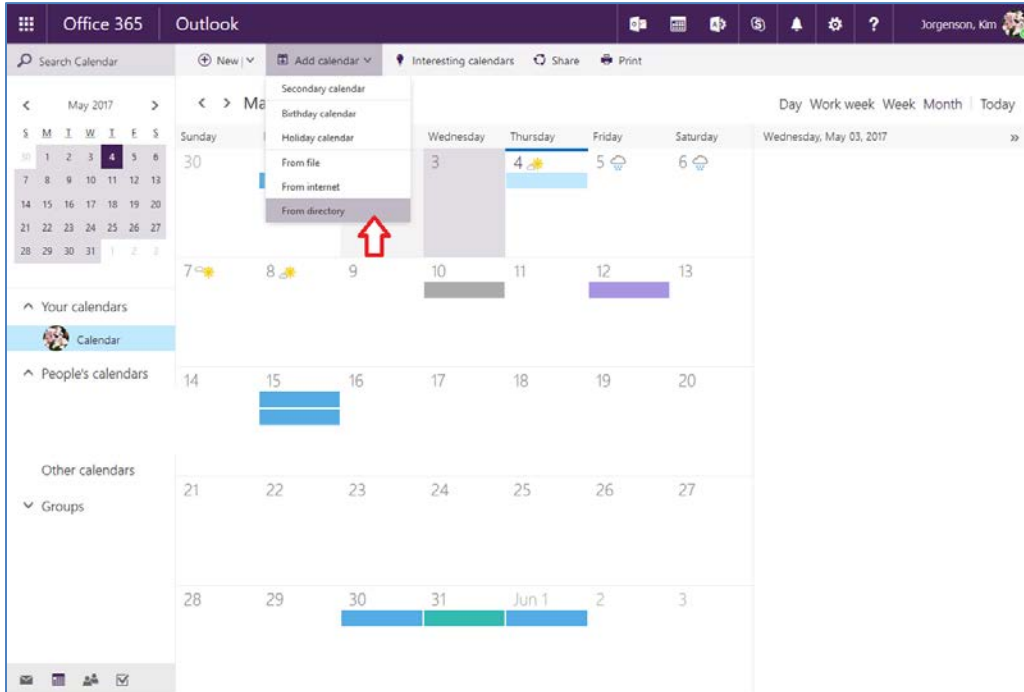 Office 365 Outlook Jorgenson, Kim
Search Calendar New Add calendar Interesting calendars Share Print
Secondary calendar
Birthday calendar
Holiday calendar
From file
From internet
From directory
May 2017
S M T W T F S
30 1 2 3 4 5 6
7 8 9 10 11 12 13
14 15 16 17 18 19 20
21 22 23 24 25 26 27
28 29 30 31 1 2 3
Your calendars
Calendar
People's calendars
Other calendars
Groups
Ma
Day Work week Week Month Today
Sunday Wednesday Thursday Friday Saturday Wednesday, May 03, 2017
30 3 4 5 6
7 8 9 10 11 12 13
14 15 16 17 18 19 20
21 22 23 24 25 26 27
28 29 30 31 Jun 1 2 3